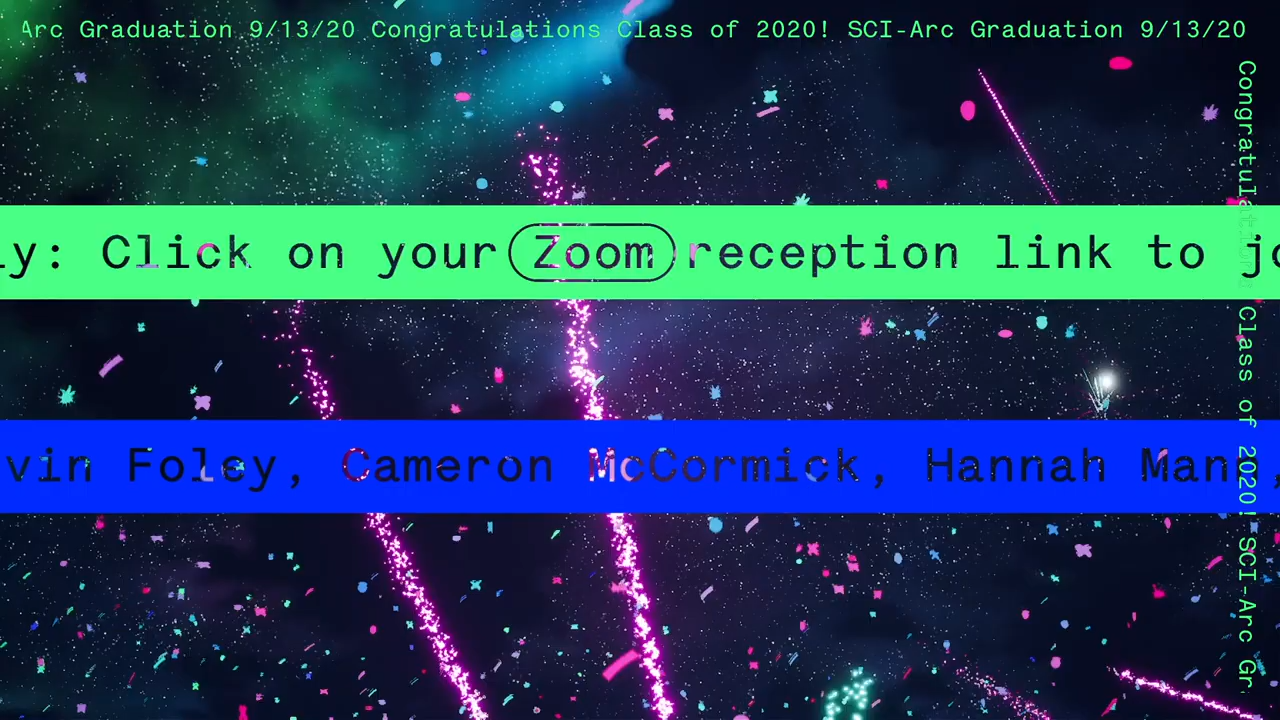 Arc Graduation 9/13/20 Congratulations Class of 2020! SCI-Arc Graduation 9/13/20
Congratulations Class of 2020! SCI-Arc Gr
y: Click on your Zoom reception link to jo
vin Foley, Cameron McCormick, Hannah Mann,